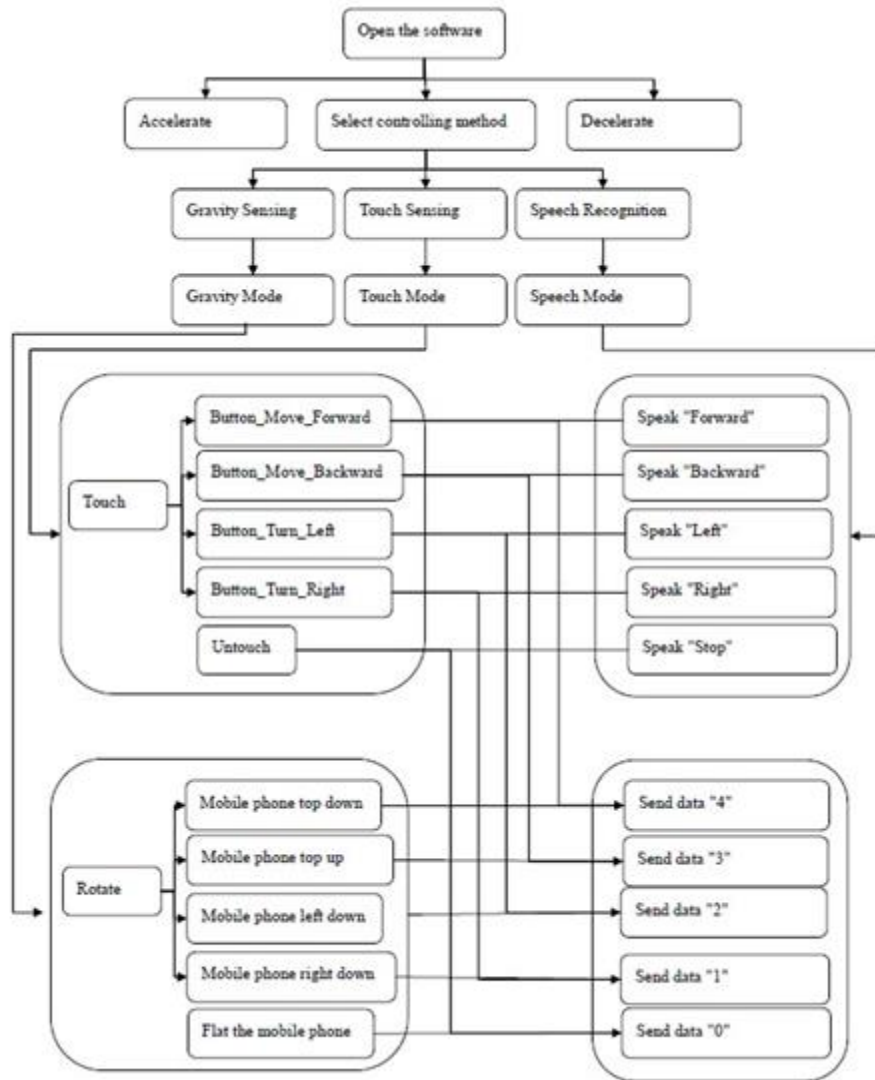 Open the software
Accelerate
Select controlling method
Decelerate
Gravity Sensing
Touch Sensing
Speech Recognition
Gravity Mode
Touch Mode
Speech Mode
Button_Move_Forward
Speak "Forward"
Button_Move_Backward
Speak "Backward"
Touch
Button_Turn_Left
Speak "Left"
Button_Turn_Right
Speak "Right"
Untouch
Speak "Stop"
Mobile phone top down
Send data "4"
Mobile phone top up
Send data "3"
Rotate
Mobile phone left down
Send data "2"
Mobile phone right down
Send data "1"
Flat the mobile phone
Send data "0"